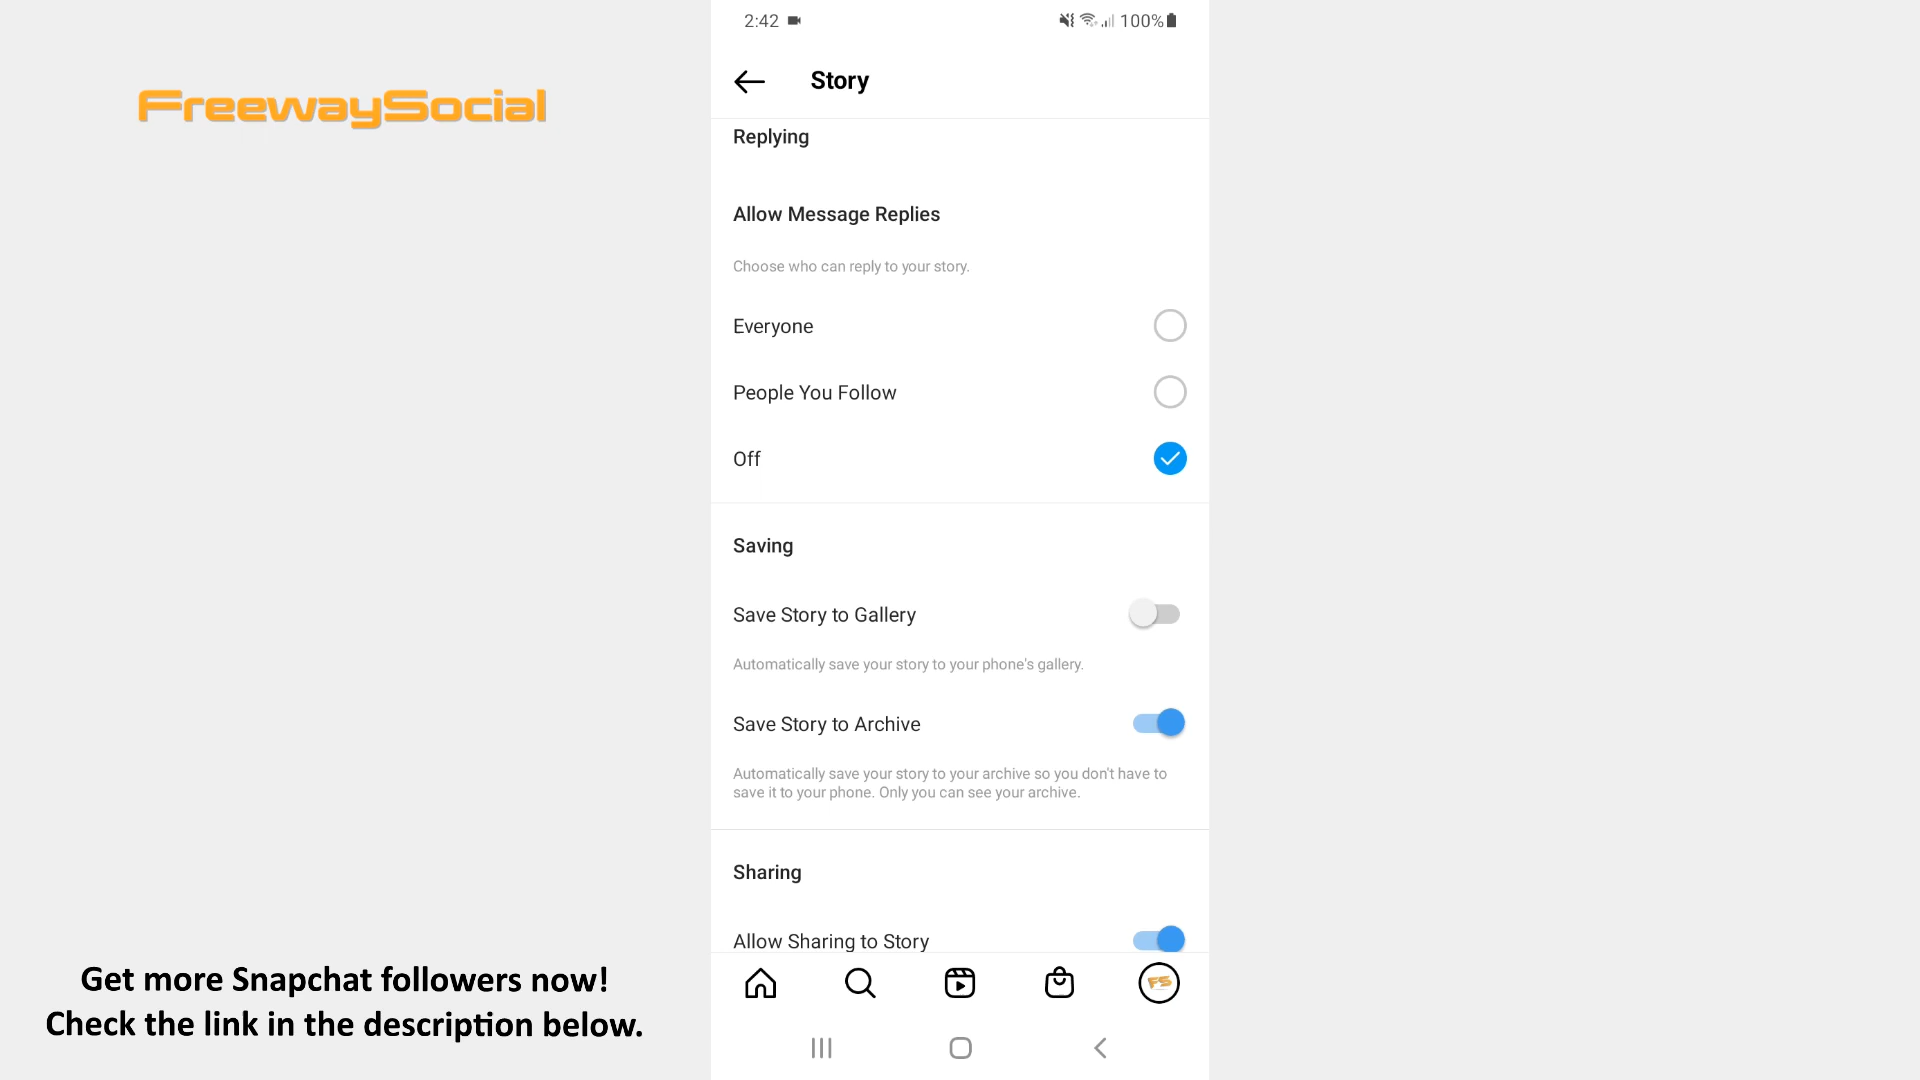 2:42
100%
FreewaySocial
Story
Replying
Allow Message Replies
Choose who can reply to your story.
Everyone
People You Follow
Off
Saving
Save Story to Gallery
Automatically save your story to your phone's gallery.
Save Story to Archive
Automatically save your story to your archive so you don't have to
save it to your phone. Only you can see your archive.
Sharing
Allow Sharing to Story
FS
Get more Snapchat followers now!
Check the link in the description below.